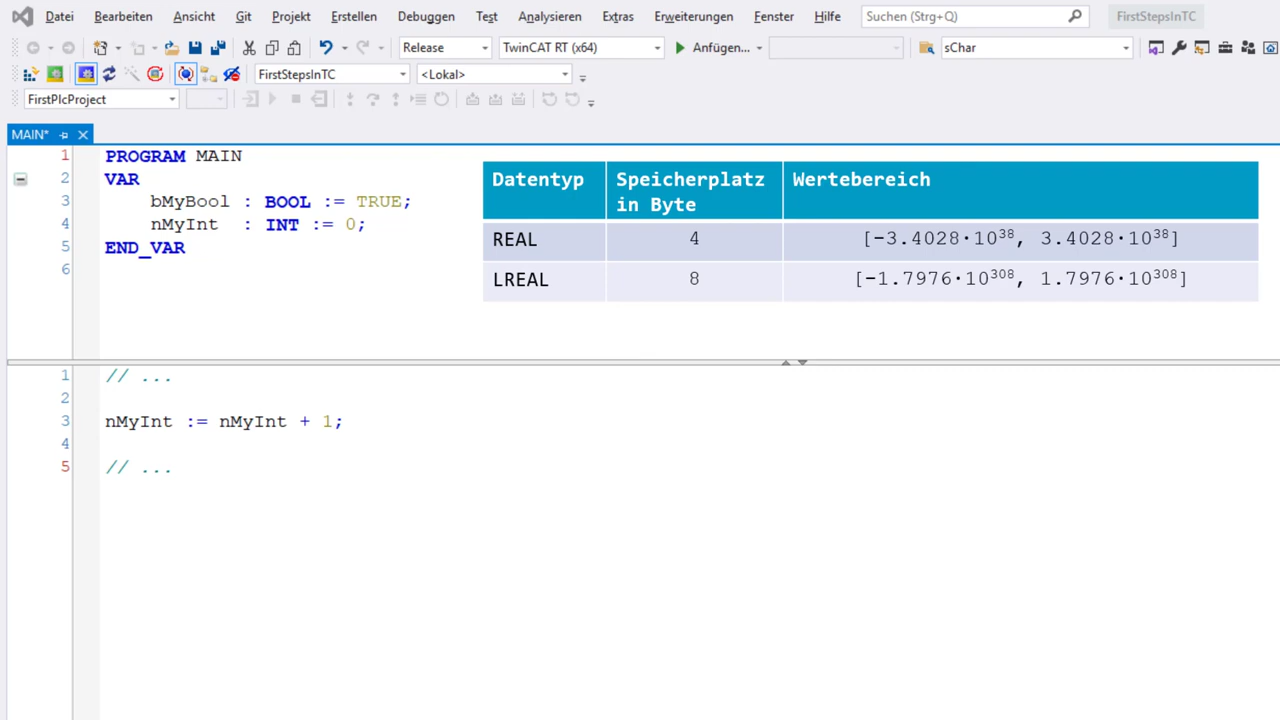 Datei Bearbeiten Ansicht Git Projekt Erstellen Debuggen Test Analysieren Extras Erweiterungen Fenster Hilfe Suchen (Strg+Q) FirstStepsInTC
Release TwinCAT RT (x64) Anfügen... sChar
FirstStepsInTC <Lokal>
FirstPlcProject
MAIN*
1 PROGRAM MAIN
2 VAR
3 bMyBool : BOOL := TRUE;
4 nMyInt : INT := 0;
5 END_VAR
6
Datentyp Speicherplatz in Byte Wertebereich
REAL 4 [-3.4028·10³⁸, 3.4028·10³⁸]
LREAL 8 [-1.7976·10³⁰⁸, 1.7976·10³⁰⁸]
1 // ...
2
3 nMyInt := nMyInt + 1;
4
5 // ...